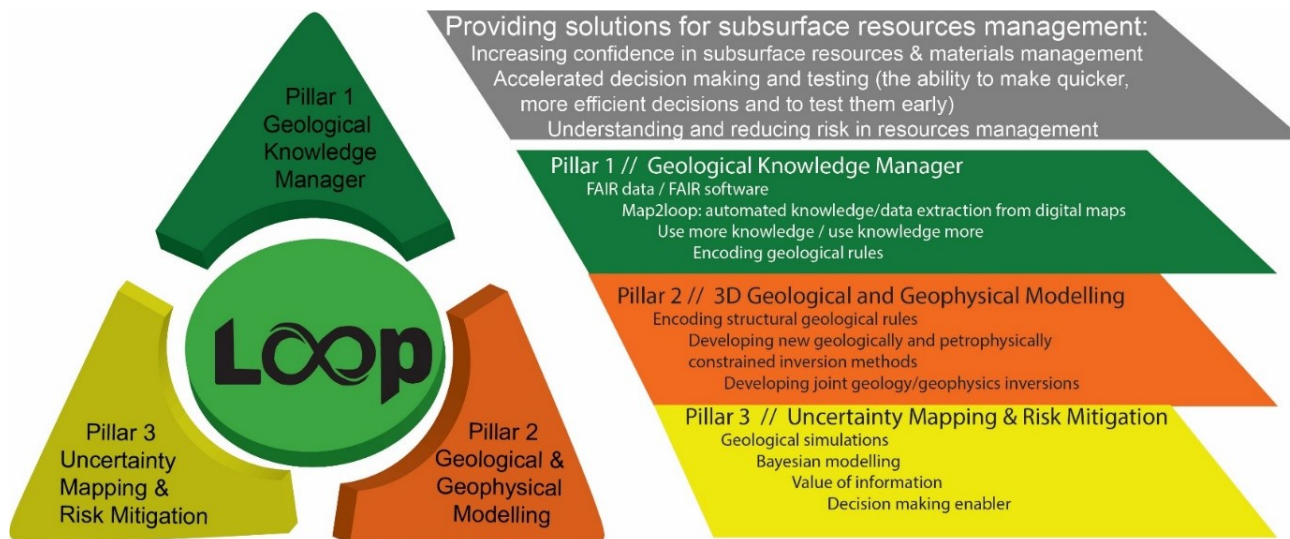 Pillar 1
Geological
Knowledge
Manager
Loop
Pillar 3
Uncertainty
Mapping &
Risk Mitigation
Pillar 2
Geological &
Geophysical
Modelling
Providing solutions for subsurface resources management:
Increasing confidence in subsurface resources & materials management
Accelerated decision making and testing (the ability to make quicker,
more efficient decisions and to test them early)
Understanding and reducing risk in resources management
Pillar 1 // Geological Knowledge Manager
FAIR data / FAIR software
Map2loop: automated knowledge/data extraction from digital maps
Use more knowledge / use knowledge more
Encoding geological rules
Pillar 2 // 3D Geological and Geophysical Modelling
Encoding structural geological rules
Developing new geologically and petrophysically
constrained inversion methods
Developing joint geology/geophysics inversions
Pillar 3 // Uncertainty Mapping & Risk Mitigation
Geological simulations
Bayesian modelling
Value of information
Decision making enabler